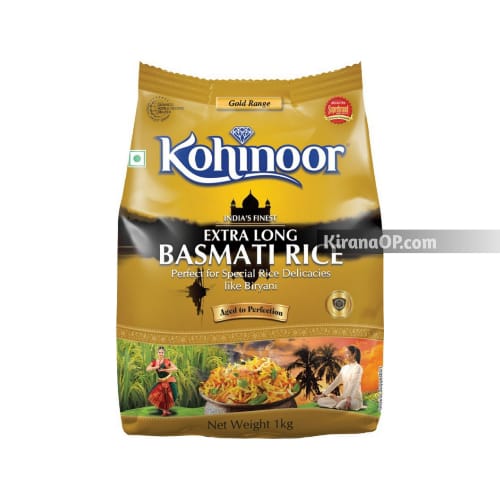 Gold Range
Superbrand
Kohinoor
INDIA'S FINEST
EXTRA LONG
BASMATI RICE
KiranaOP.com
Perfect for Special Rice Delicacies
like Biryani
Aged to Perfection
Net Weight 1kg